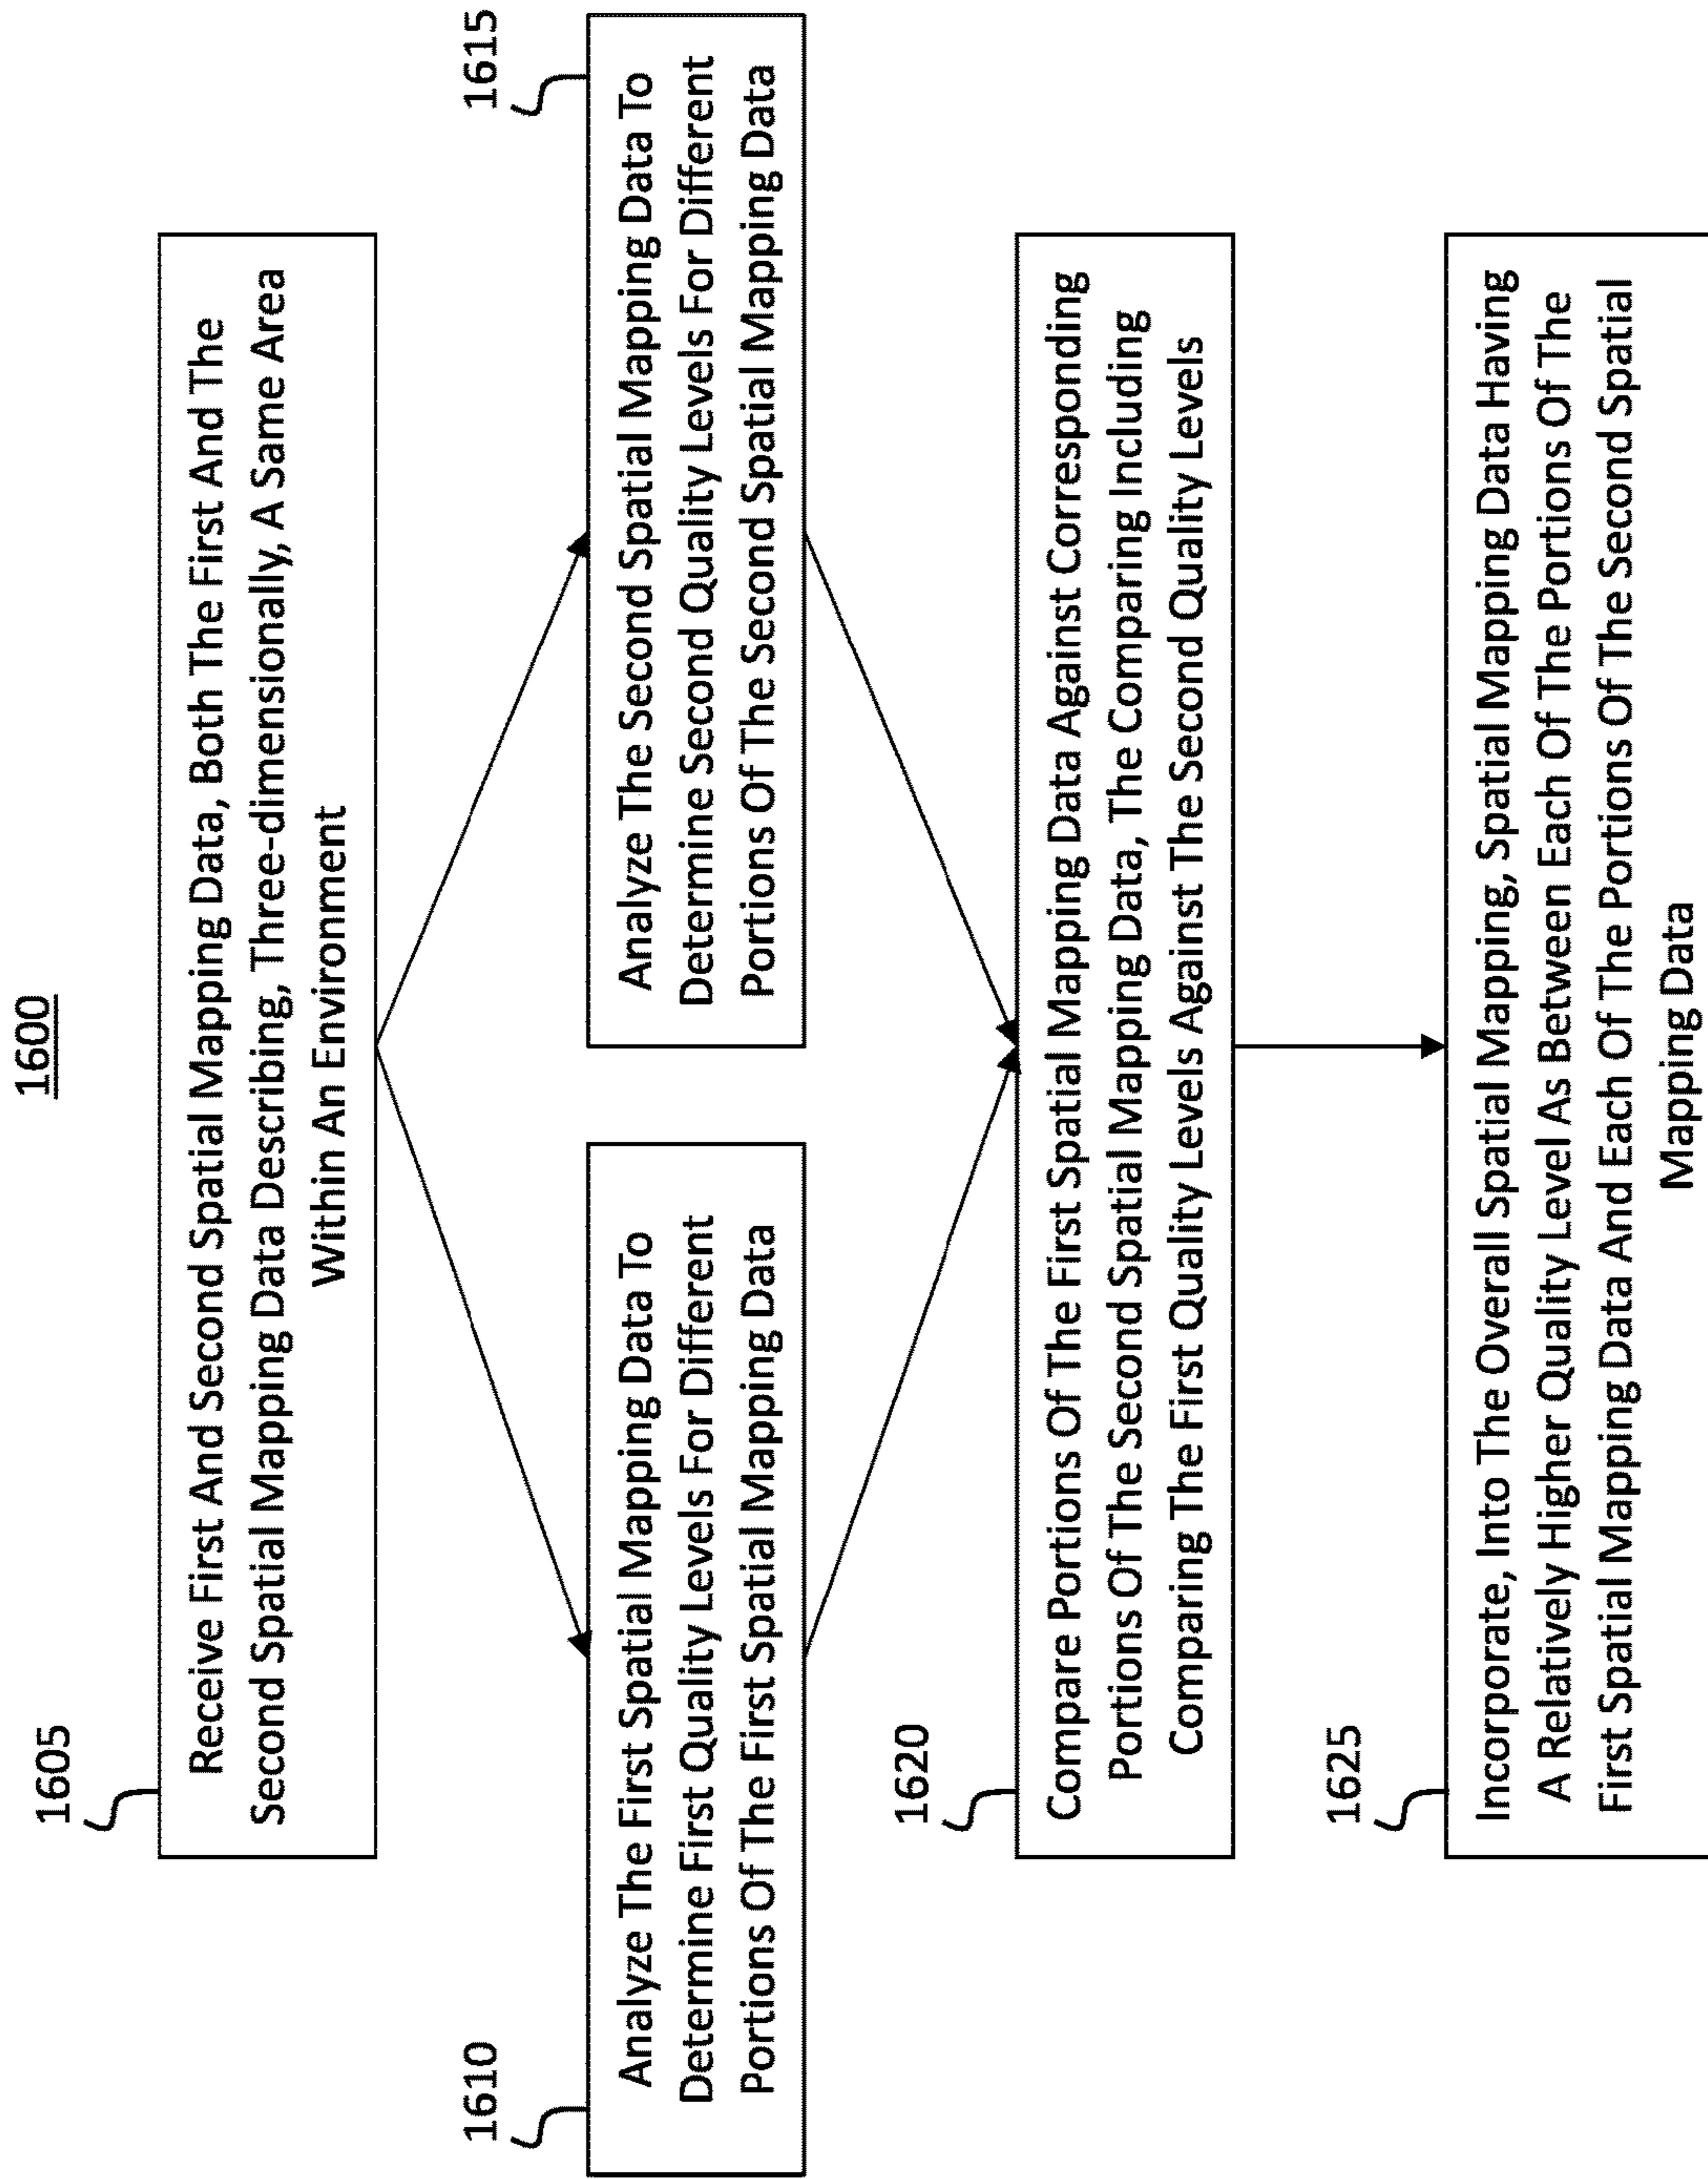 1600
1605
Receive First And Second Spatial Mapping Data, Both The First And The
Second Spatial Mapping Data Describing, Three-dimensionally, A Same Area
Within An Environment
1610
Analyze The First Spatial Mapping Data To
Determine First Quality Levels For Different
Portions Of The First Spatial Mapping Data
1615
Analyze The Second Spatial Mapping Data To
Determine Second Quality Levels For Different
Portions Of The Second Spatial Mapping Data
1620
Compare Portions Of The First Spatial Mapping Data Against Corresponding
Portions Of The Second Spatial Mapping Data, The Comparing Including
Comparing The First Quality Levels Against The Second Quality Levels
1625
Incorporate, Into The Overall Spatial Mapping, Spatial Mapping Data Having
A Relatively Higher Quality Level As Between Each Of The Portions Of The
First Spatial Mapping Data And Each Of The Portions Of The Second Spatial
Mapping Data